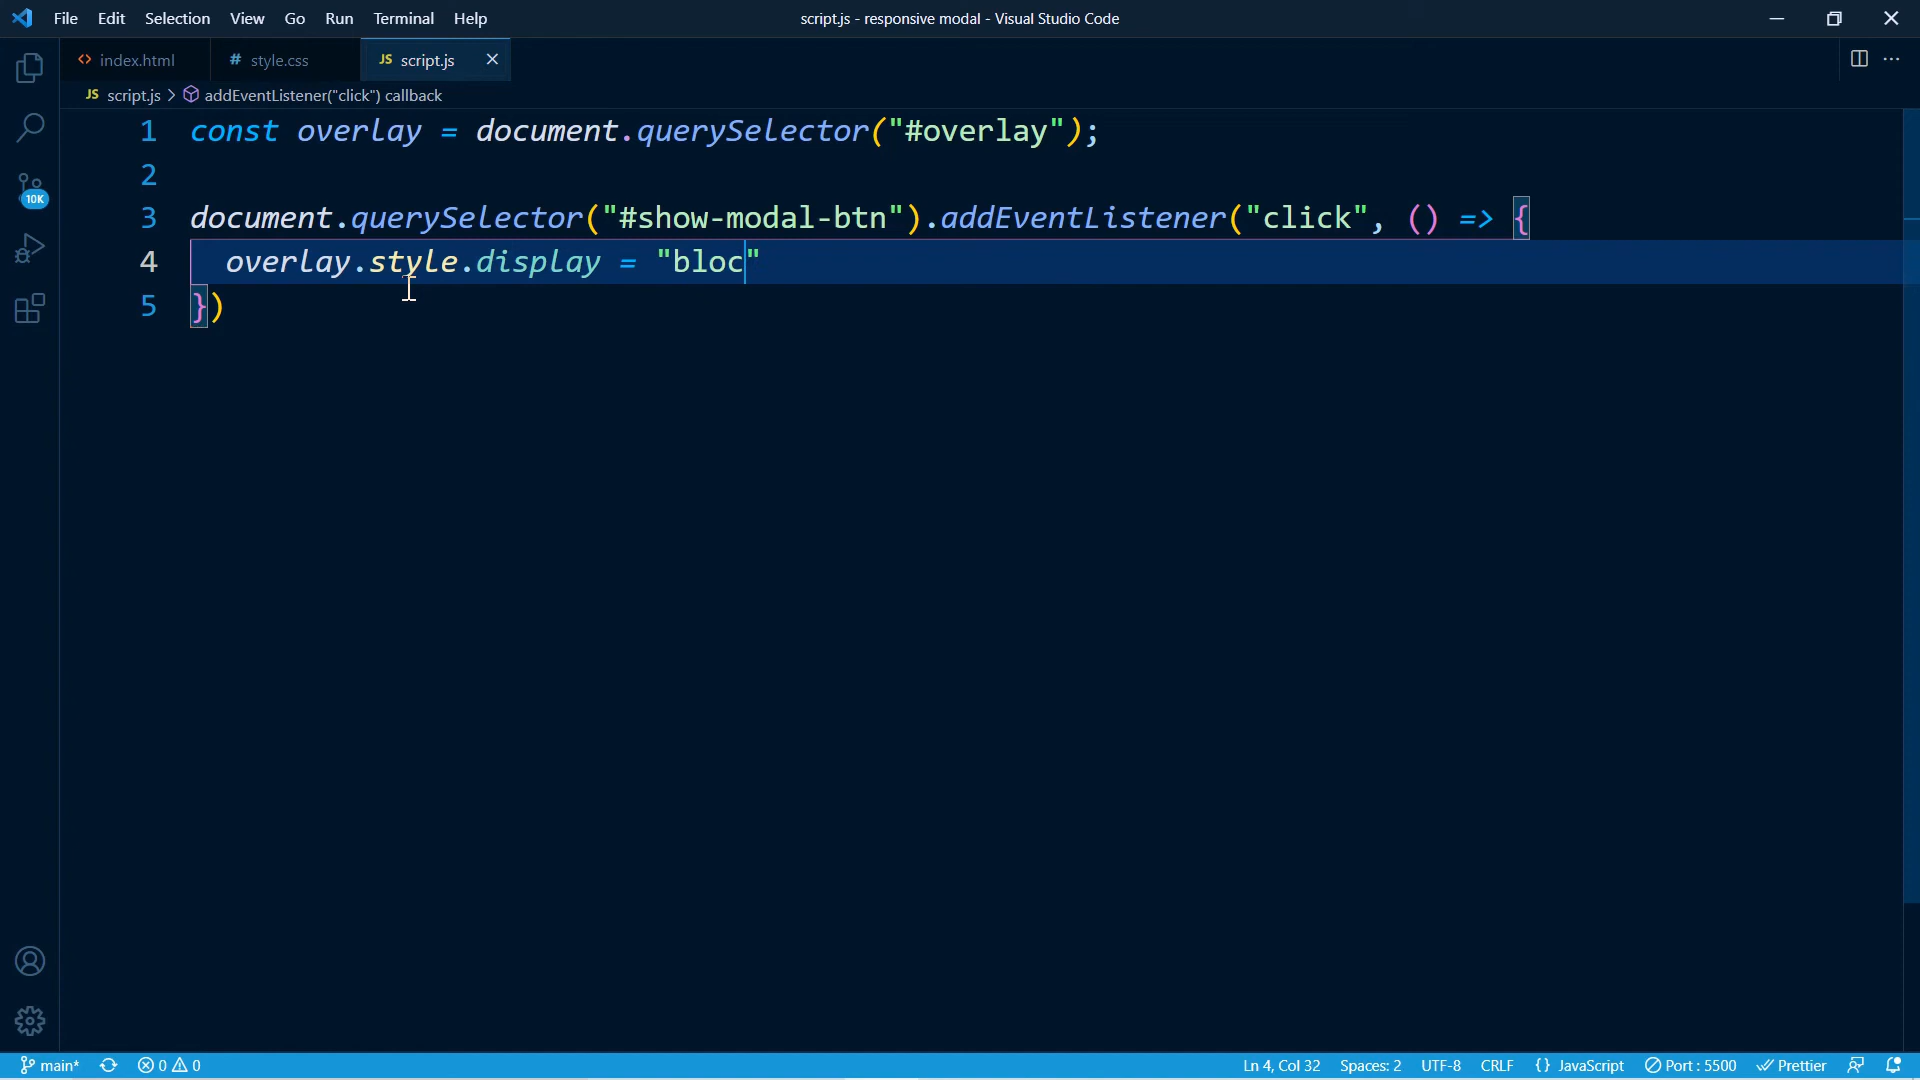 File Edit Selection View Go Run Terminal Help script.js - responsive modal - Visual Studio Code
<> index.html # style.css JS script.js
JS script.js > addEventListener("click") callback
1 const overlay = document.querySelector("#overlay");
2
3 document.querySelector("#show-modal-btn").addEventListener("click", () => {
4 overlay.style.display = "bloc"
5 })
10K
main* 0 0 Ln 4, Col 32 Spaces: 2 UTF-8 CRLF {} JavaScript Port : 5500 Prettier